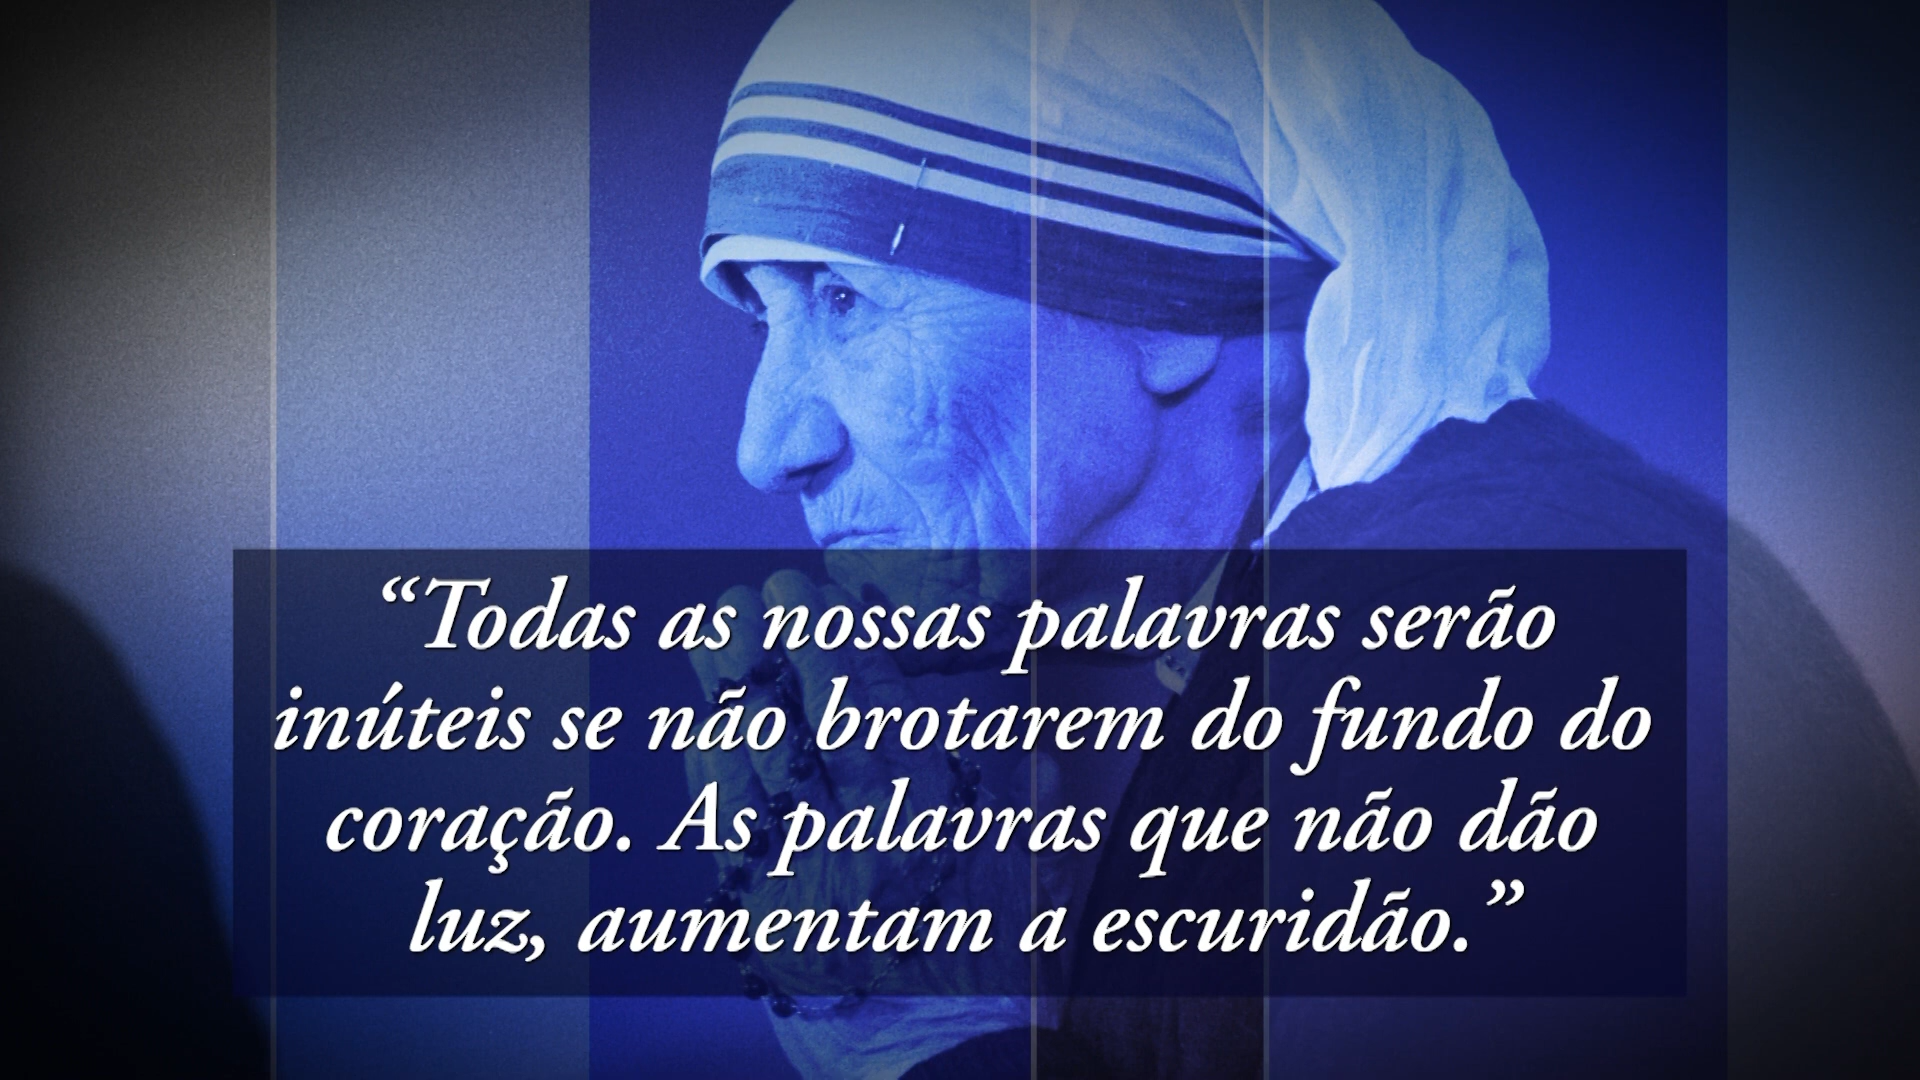 “Todas as nossas palavras serão
inúteis se não brotarem do fundo do
coração. As palavras que não dão
luz, aumentam a escuridão.”